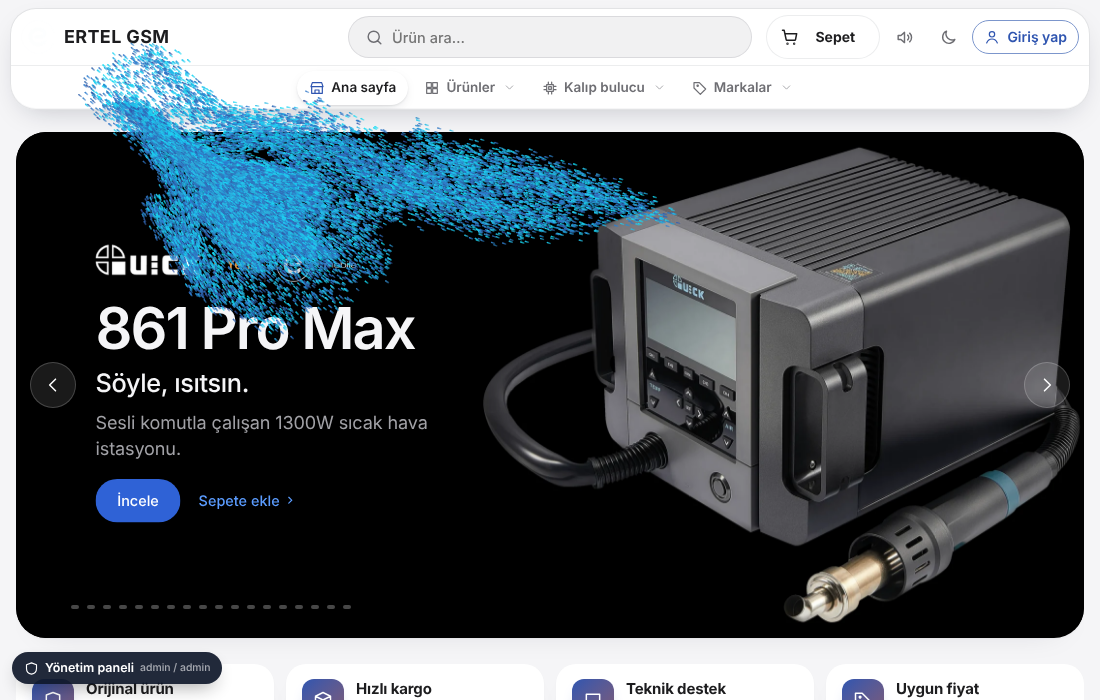 ERTEL GSM
Ürün ara...
Sepet
Giriş yap
Ana sayfa
Ürünler
Kalıp bulucu
Markalar
QUICK
861 Pro Max
Söyle, ısıtsın.
Sesli komutla çalışan 1300W sıcak hava
istasyonu.
İncele
Sepete ekle
Yönetim paneli admin / admin
Orijinal ürün
Hızlı kargo
Teknik destek
Uygun fiyat